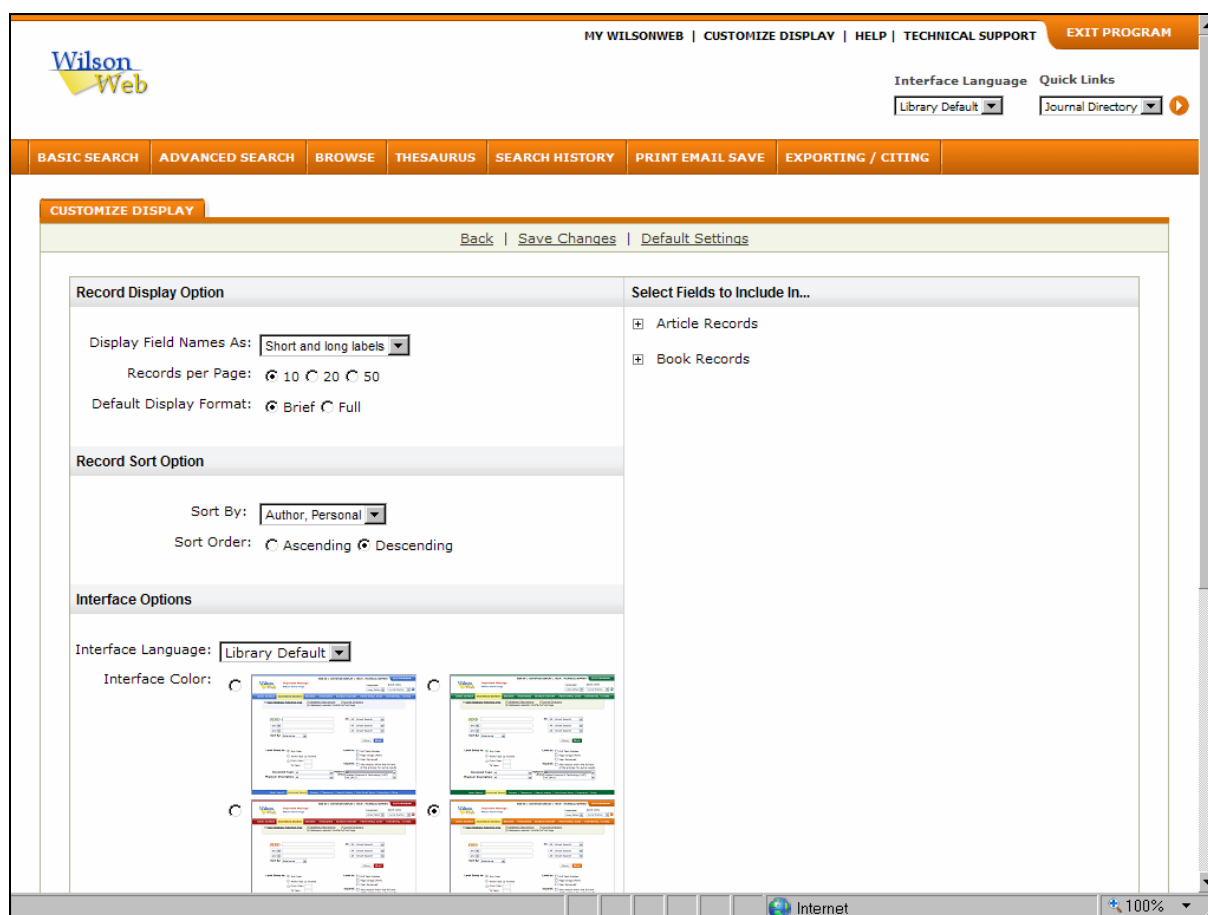 MY WILSONWEB | CUSTOMIZE DISPLAY | HELP | TECHNICAL SUPPORT EXIT PROGRAM
Wilson
Web
Interface Language Quick Links
Library Default Journal Directory
BASIC SEARCH ADVANCED SEARCH BROWSE THESAURUS SEARCH HISTORY PRINT EMAIL SAVE EXPORTING / CITING
CUSTOMIZE DISPLAY
Back | Save Changes | Default Settings
Record Display Option
Display Field Names As: Short and long labels
Records per Page: 10 20 50
Default Display Format: Brief Full
Record Sort Option
Sort By: Author, Personal
Sort Order: Ascending Descending
Interface Options
Interface Language: Library Default
Interface Color:
Select Fields to Include In...
Article Records
Book Records
Internet 100%